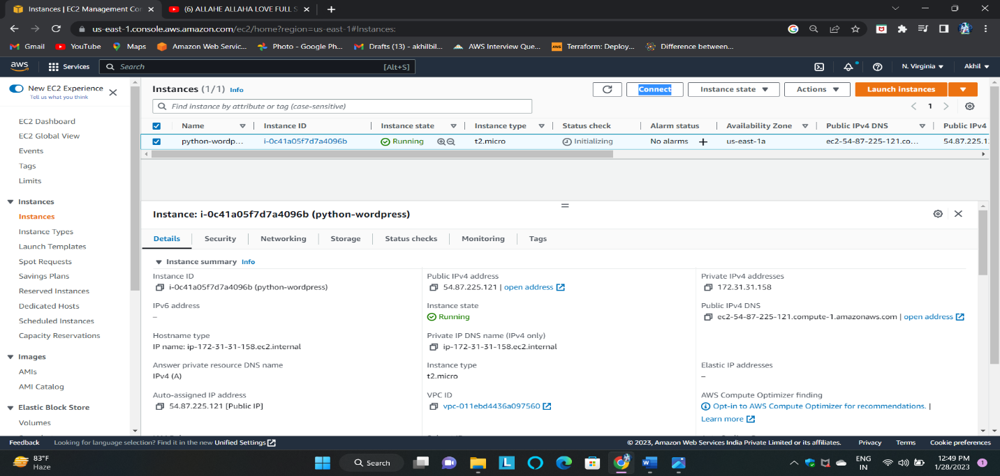 Instances | EC2 Management Con
(6) ALLAHE ALLAHA LOVE FULL S
us-east-1.console.aws.amazon.com/ec2/home?region=us-east-1#Instances:
Gmail YouTube Maps Amazon Web Servic... Photo - Google Ph... Drafts (13) - akhilbil... AWS Interview Que... Terraform: Deploy... Difference between...
aws Services Search [Alt+S] N. Virginia Akhil
New EC2 Experience
Tell us what you think
EC2 Dashboard
EC2 Global View
Events
Tags
Limits
Instances
Instances
Instance Types
Launch Templates
Spot Requests
Savings Plans
Reserved Instances
Dedicated Hosts
Scheduled Instances
Capacity Reservations
Images
AMIs
AMI Catalog
Elastic Block Store
Volumes
Instances (1/1) Info Connect Instance state Actions Launch instances
Find instance by attribute or tag (case-sensitive) 1
Name Instance ID Instance state Instance type Status check Alarm status Availability Zone Public IPv4 DNS Public IPv4
python-wordp... i-0c41a05f7d7a4096b Running t2.micro Initializing No alarms us-east-1a ec2-54-87-225-121.co... 54.87.225.1
Instance: i-0c41a05f7d7a4096b (python-wordpress)
Details Security Networking Storage Status checks Monitoring Tags
Instance summary Info
Instance ID
i-0c41a05f7d7a4096b (python-wordpress)
Public IPv4 address
54.87.225.121 | open address
Private IPv4 addresses
172.31.31.158
IPv6 address
–
Instance state
Running
Public IPv4 DNS
ec2-54-87-225-121.compute-1.amazonaws.com | open address
Hostname type
IP name: ip-172-31-31-158.ec2.internal
Private IP DNS name (IPv4 only)
ip-172-31-31-158.ec2.internal
Answer private resource DNS name
IPv4 (A)
Instance type
t2.micro
Elastic IP addresses
–
Auto-assigned IP address
54.87.225.121 [Public IP]
VPC ID
vpc-011ebd4436a097560
AWS Compute Optimizer finding
Opt-in to AWS Compute Optimizer for recommendations. |
Learn more
Feedback Looking for language selection? Find it in the new Unified Settings © 2023, Amazon Web Services India Private Limited or its affiliates. Privacy Terms Cookie preferences
83°F
Haze
Search
ENG
IN
12:49 PM
1/28/2023
1